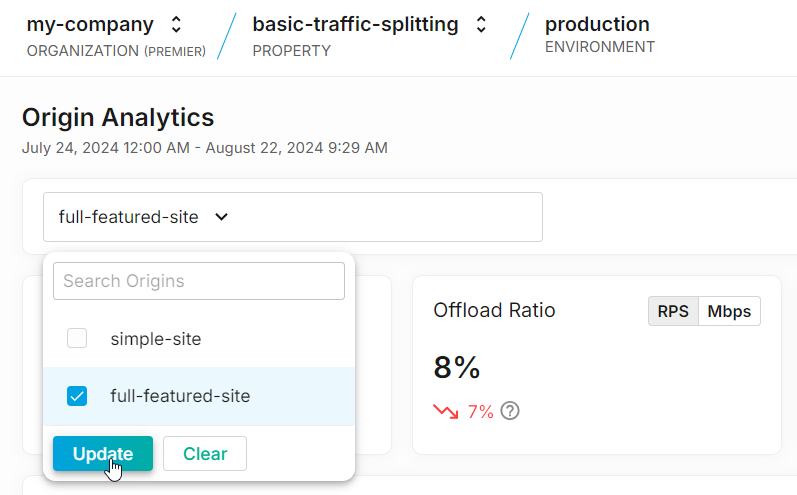 my-company basic-traffic-splitting production
ORGANIZATION (PREMIER) PROPERTY ENVIRONMENT
Origin Analytics
July 24, 2024 12:00 AM - August 22, 2024 9:29 AM
full-featured-site
Search Origins
simple-site
full-featured-site
Update Clear
Offload Ratio RPS Mbps
8%
7% ?